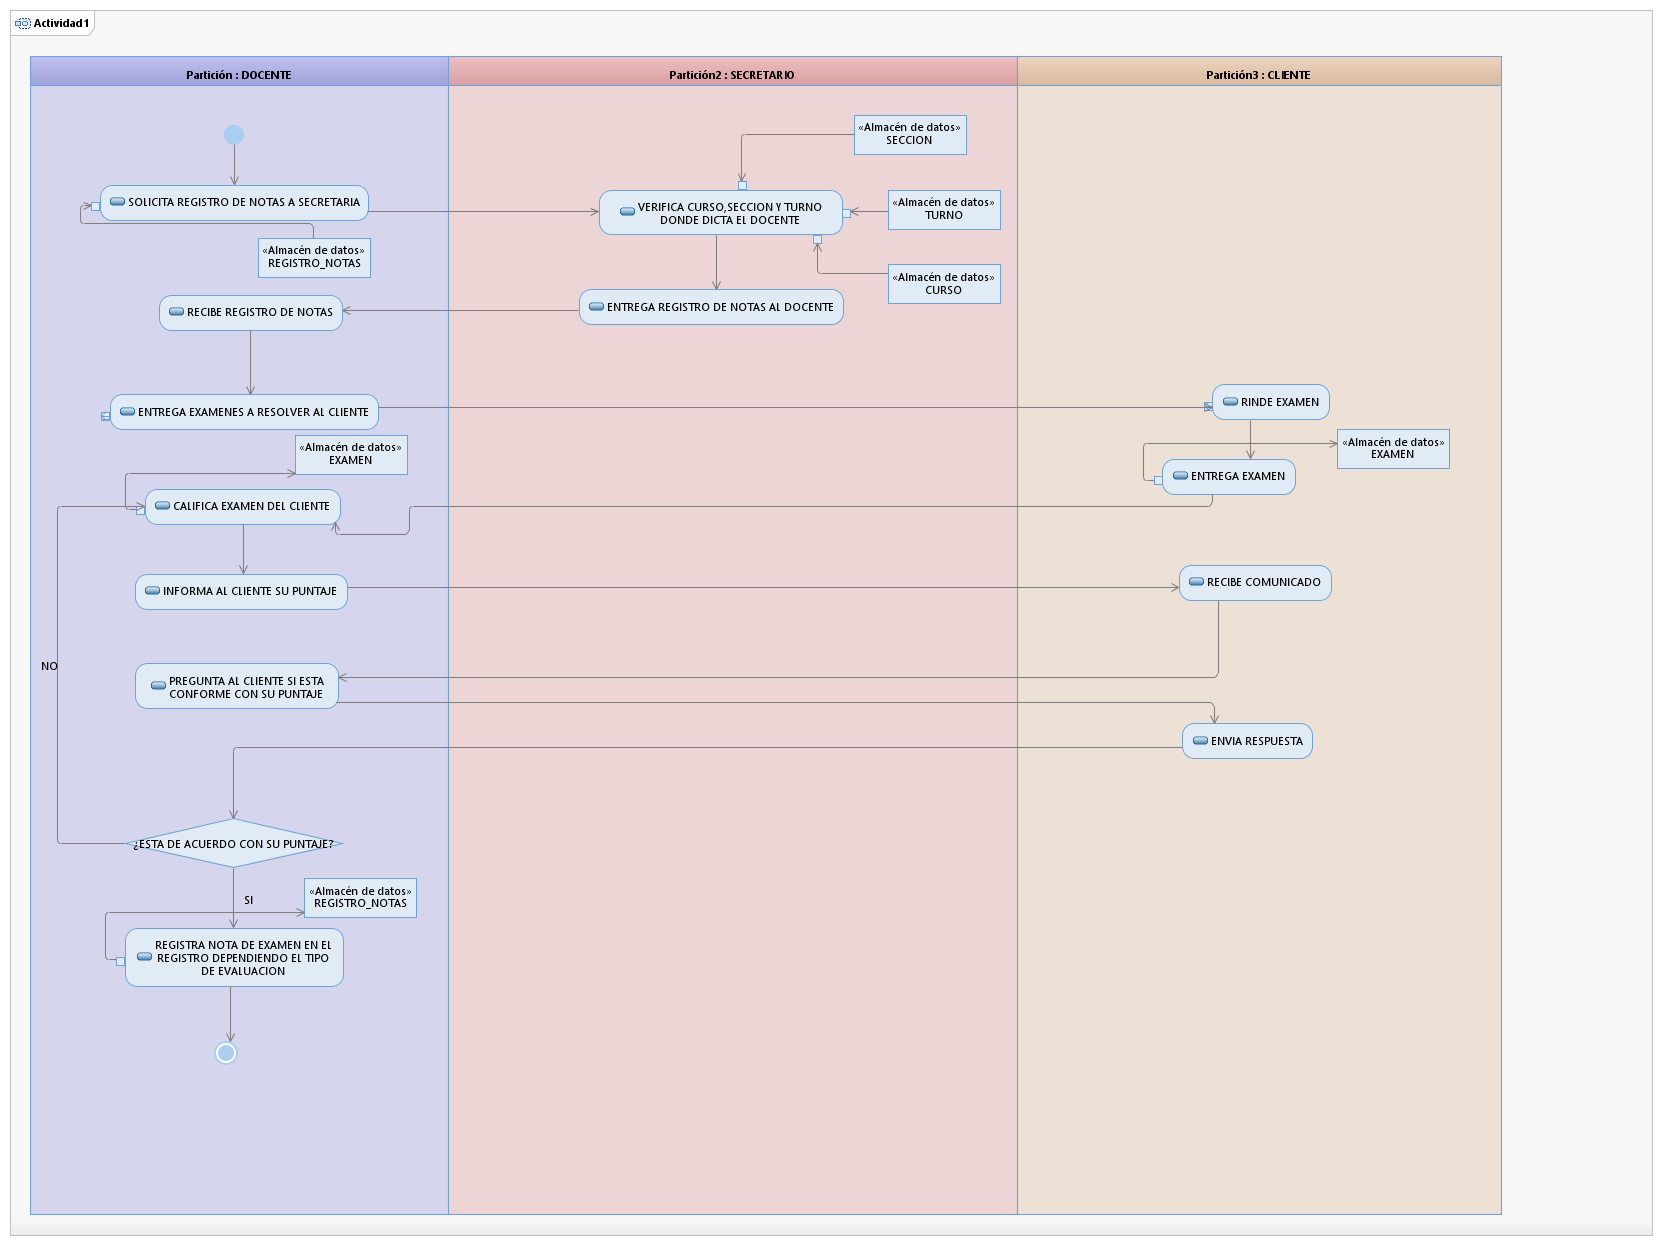 Actividad1
Partición : DOCENTE
Partición2 : SECRETARIO
Partición3 : CLIENTE
«Almacén de datos»
SECCION
SOLICITA REGISTRO DE NOTAS A SECRETARIA
VERIFICA CURSO,SECCION Y TURNO
DONDE DICTA EL DOCENTE
«Almacén de datos»
TURNO
«Almacén de datos»
REGISTRO_NOTAS
«Almacén de datos»
CURSO
RECIBE REGISTRO DE NOTAS
ENTREGA REGISTRO DE NOTAS AL DOCENTE
ENTREGA EXAMENES A RESOLVER AL CLIENTE
RINDE EXAMEN
«Almacén de datos»
EXAMEN
«Almacén de datos»
EXAMEN
ENTREGA EXAMEN
CALIFICA EXAMEN DEL CLIENTE
INFORMA AL CLIENTE SU PUNTAJE
RECIBE COMUNICADO
NO
PREGUNTA AL CLIENTE SI ESTA
CONFORME CON SU PUNTAJE
ENVIA RESPUESTA
¿ESTA DE ACUERDO CON SU PUNTAJE?
SI
«Almacén de datos»
REGISTRO_NOTAS
REGISTRA NOTA DE EXAMEN EN EL
REGISTRO DEPENDIENDO EL TIPO
DE EVALUACION